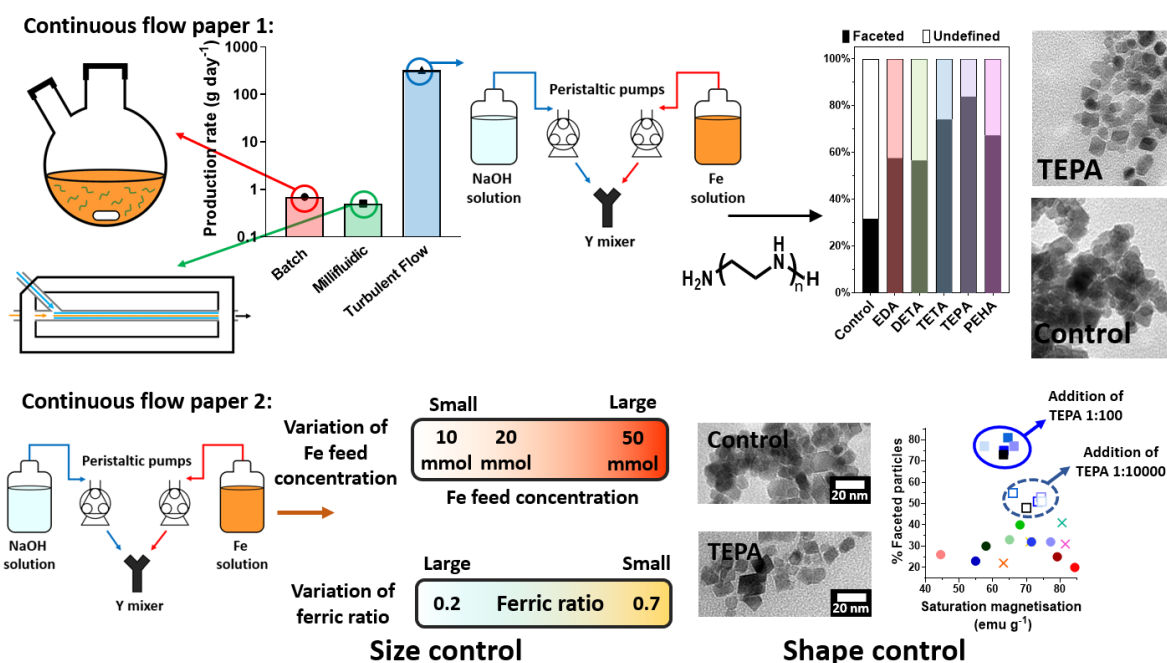 Continuous flow paper 1:
Production rate (g day⁻¹)
1000
100
10
1
0.1
Batch
Millifluidic
Turbulent Flow
Peristaltic pumps
NaOH
solution
Fe
solution
Y mixer
H₂N
H
N
n
H
Faceted
Undefined
100%
80%
60%
40%
20%
0%
Control
EDA
DETA
TETA
TEPA
PEHA
TEPA
Control
Continuous flow paper 2:
Peristaltic pumps
NaOH
solution
Fe
solution
Y mixer
Variation of
Fe feed
concentration
Small
Large
10
mmol
20
mmol
50
mmol
Fe feed concentration
Variation of
ferric ratio
Large
Small
0.2
Ferric ratio
0.7
Size control
Control
20 nm
TEPA
20 nm
Addition of
TEPA 1:100
Addition of
TEPA 1:10000
% Faceted particles
80
70
60
50
40
30
20
40
50
60
70
80
Saturation magnetisation
(emu g⁻¹)
Shape control